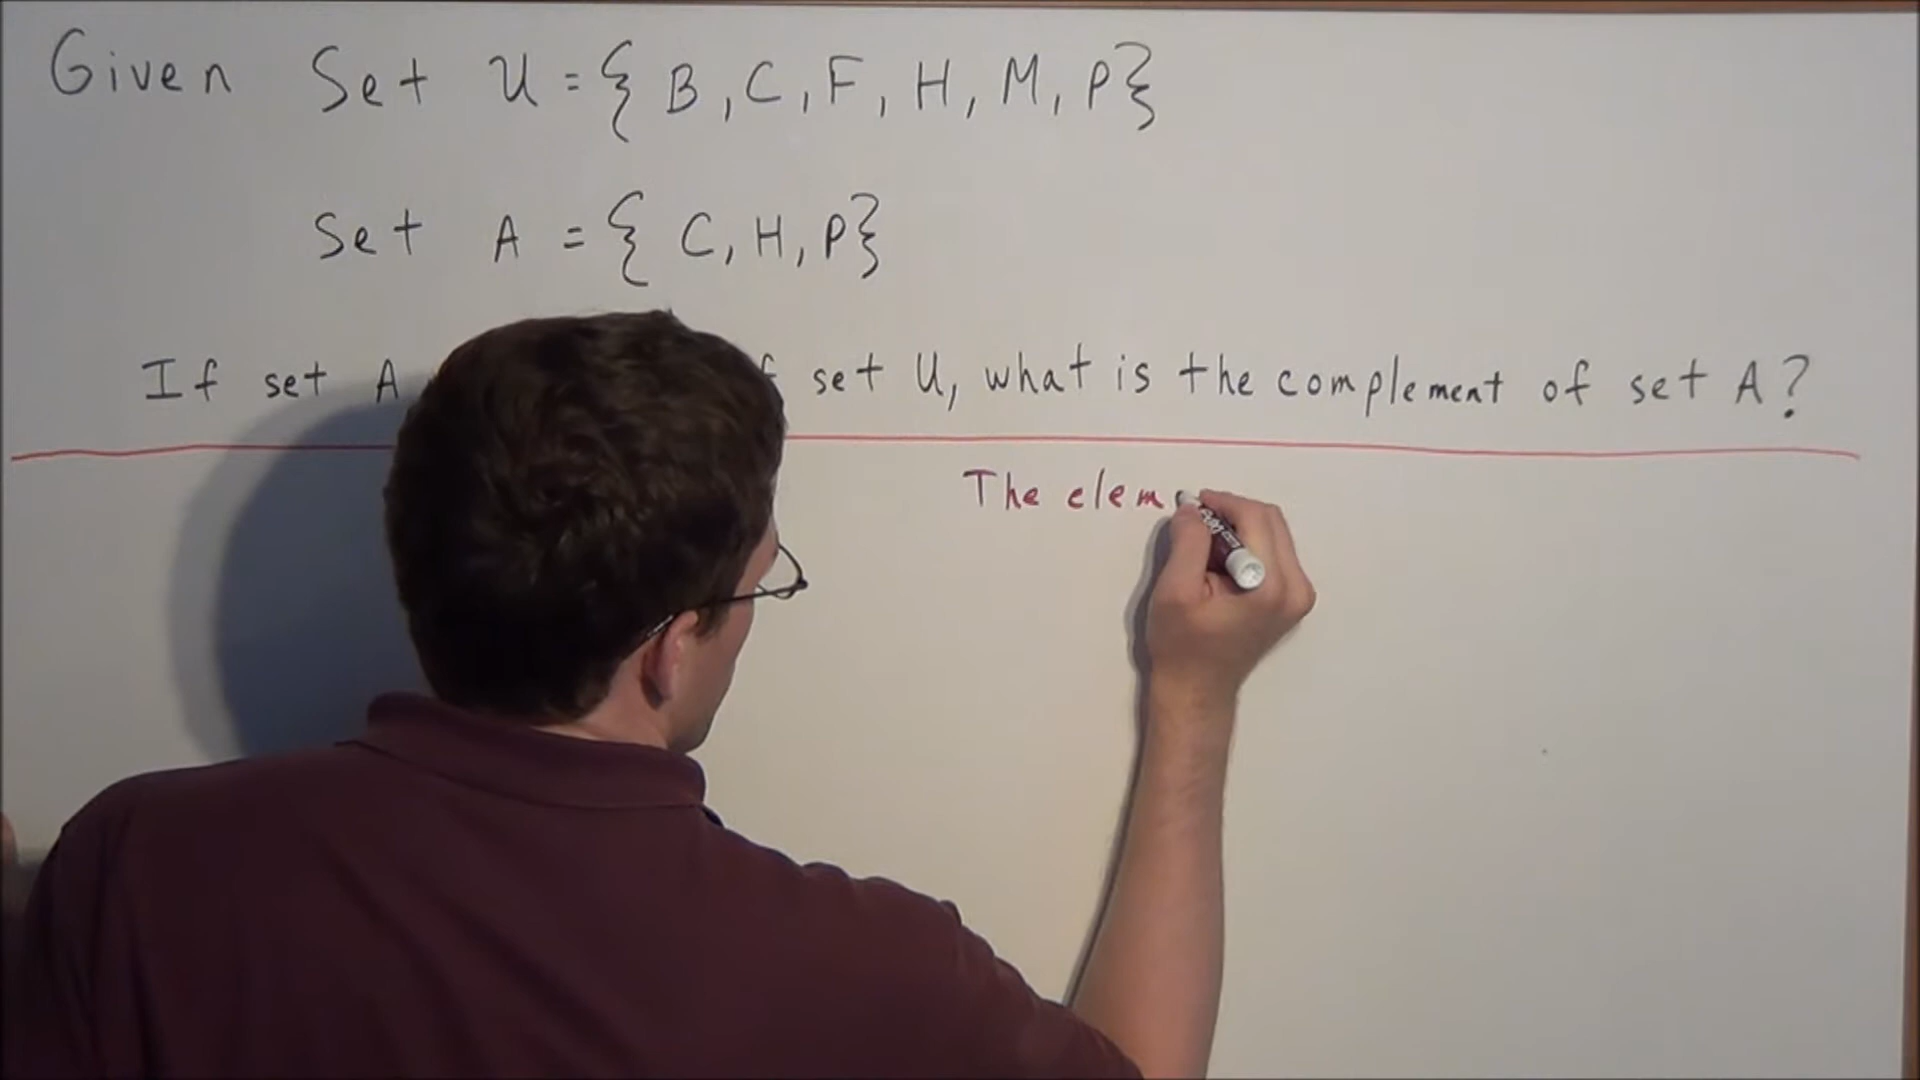 Given Set U = { B, C, F, H, M, P}
Set A = { C, H, P}
If set A set U, what is the complement of set A?
The elem